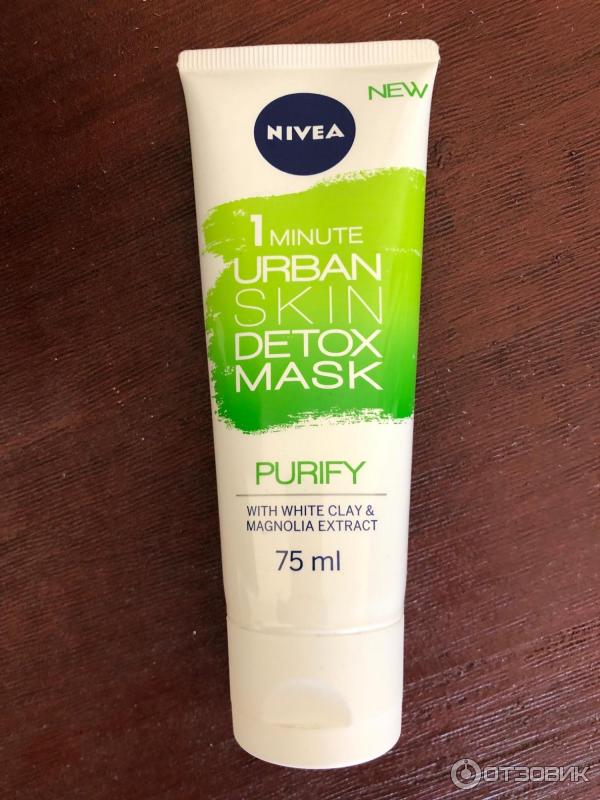 NEW
NIVEA
1 MINUTE
URBAN
SKIN
DETOX
MASK
PURIFY
WITH WHITE CLAY &
MAGNOLIA EXTRACT
75 ml
ОТЗОВИК